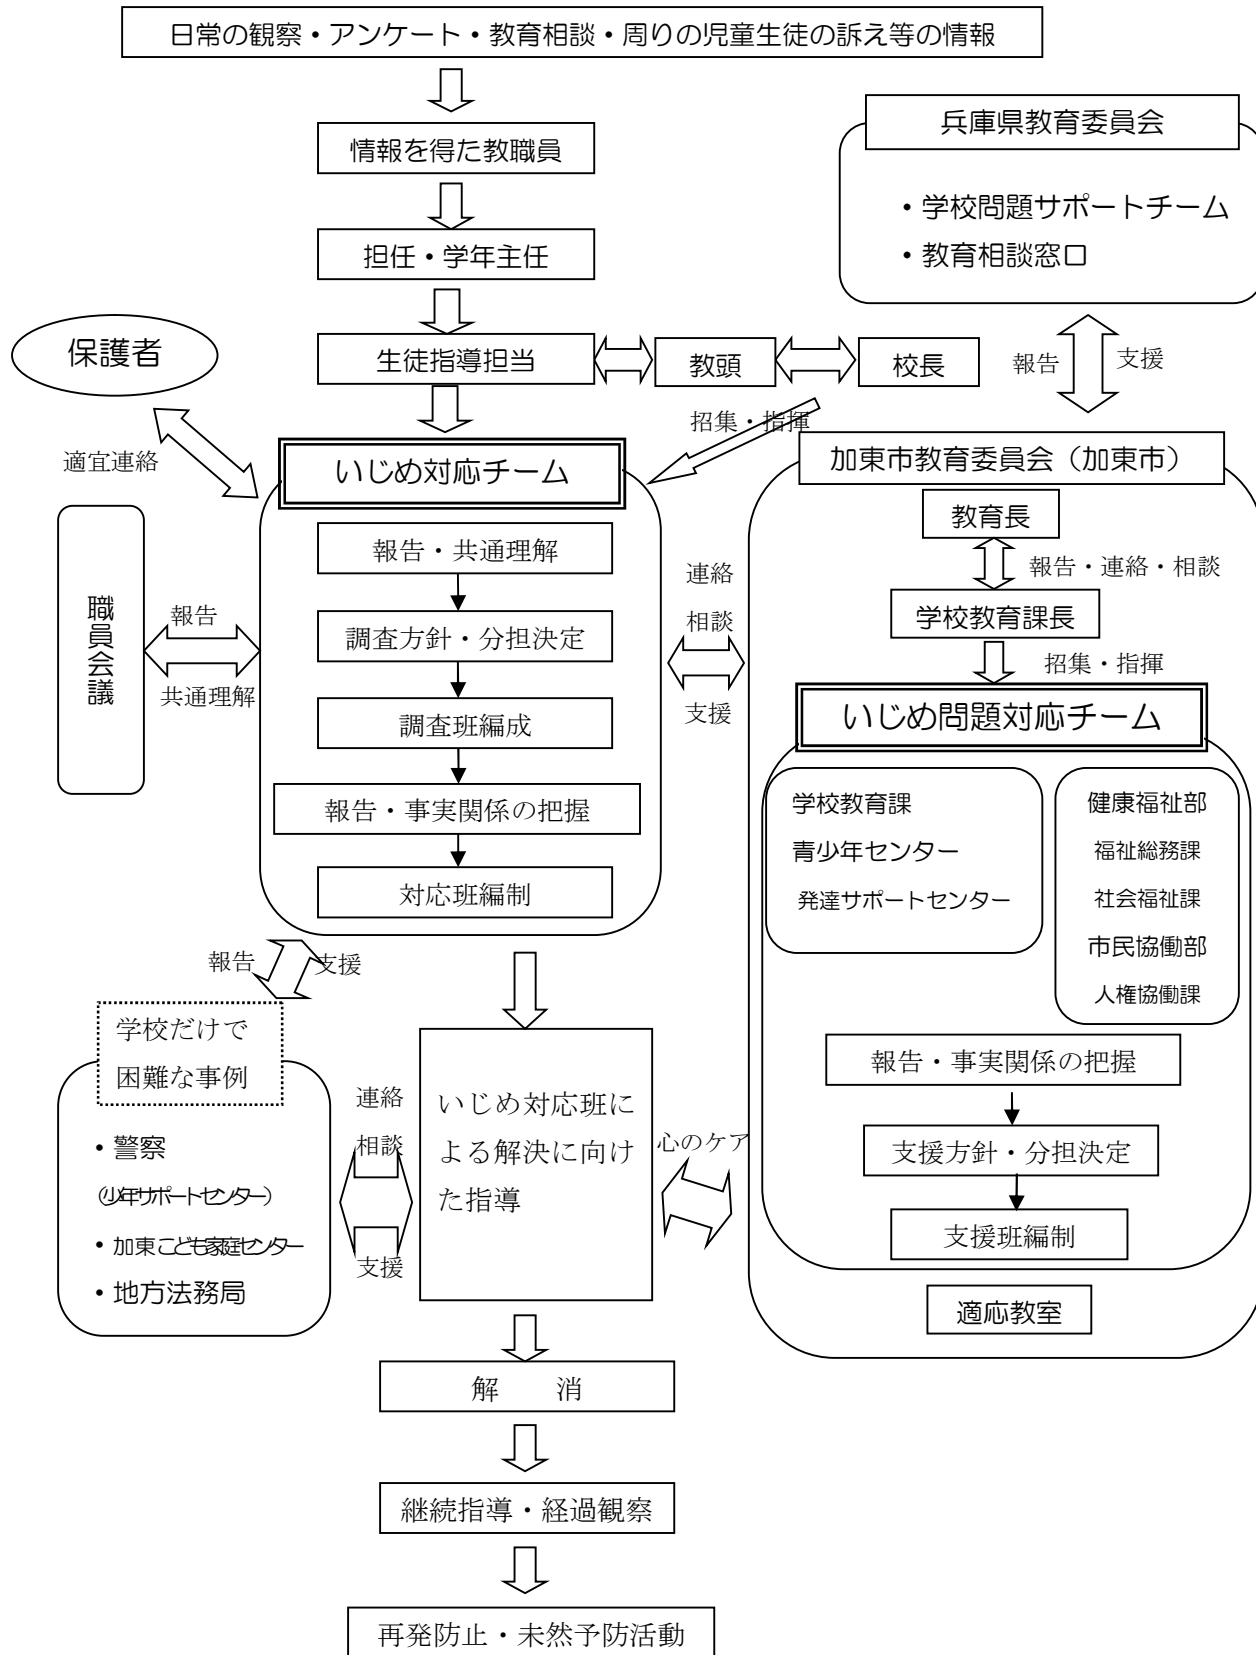 日常の観察・アンケート・教育相談・周りの児童生徒の訴え等の情報
情報を得た教職員
担任・学年主任
生徒指導担当
教頭
校長
兵庫県教育委員会
・学校問題サポートチーム
・教育相談窓口
報告
支援
保護者
適宜連絡
招集・指揮
いじめ対応チーム
報告・共通理解
調査方針・分担決定
調査班編成
報告・事実関係の把握
対応班編制
職員会議
報告
共通理解
連絡
相談
支援
加東市教育委員会（加東市）
教育長
報告・連絡・相談
学校教育課長
招集・指揮
いじめ問題対応チーム
学校教育課
青少年センター
発達サポートセンター
健康福祉部
福祉総務課
社会福祉課
市民協働部
人権協働課
報告・事実関係の把握
支援方針・分担決定
支援班編制
適応教室
報告
支援
学校だけで
困難な事例
・警察
（少年サポートセンター）
・加東こども家庭センター
・地方法務局
連絡
相談
支援
いじめ対応班に
よる解決に向け
た指導
心のケア
解　　消
継続指導・経過観察
再発防止・未然予防活動